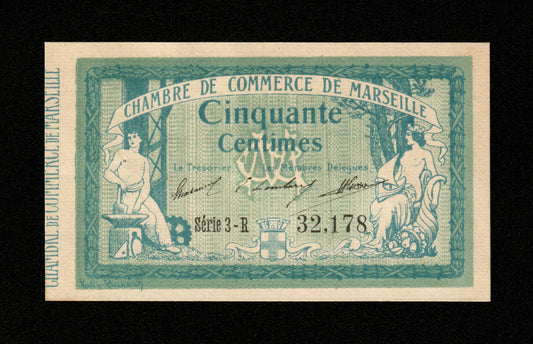 CHAMBRE DE COMMERCE DE MARSEILLE
CHAMBRE DE COMMERCE DE MARSEILLE
Cinquante
Centimes
Le Trésorier Les Membres Délégués
Série 3-R 32,178